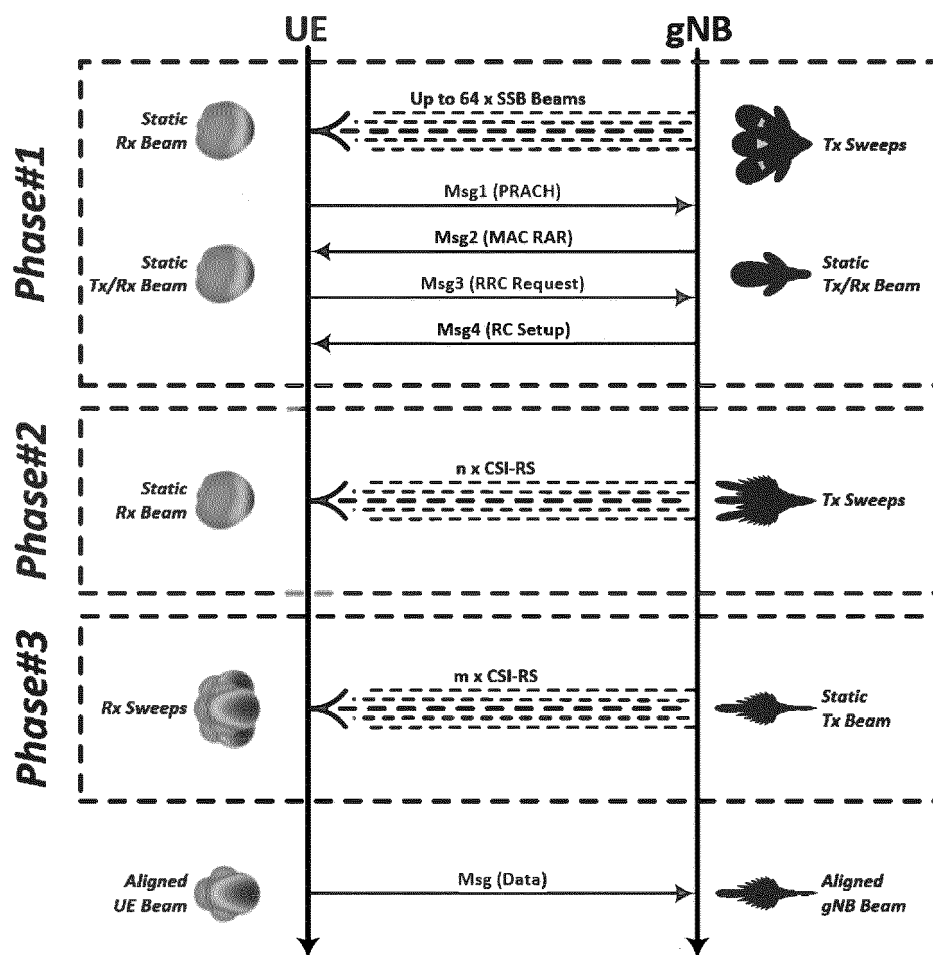 UE
gNB
Phase#1
Up to 64 x SSB Beams
Static
Rx Beam
Tx Sweeps
Msg1 (PRACH)
Msg2 (MAC RAR)
Static
Tx/Rx Beam
Static
Tx/Rx Beam
Msg3 (RRC Request)
Msg4 (RC Setup)
Phase#2
n x CSI-RS
Static
Rx Beam
Tx Sweeps
Phase#3
m x CSI-RS
Rx Sweeps
Static
Tx Beam
Msg (Data)
Aligned
UE Beam
Aligned
gNB Beam